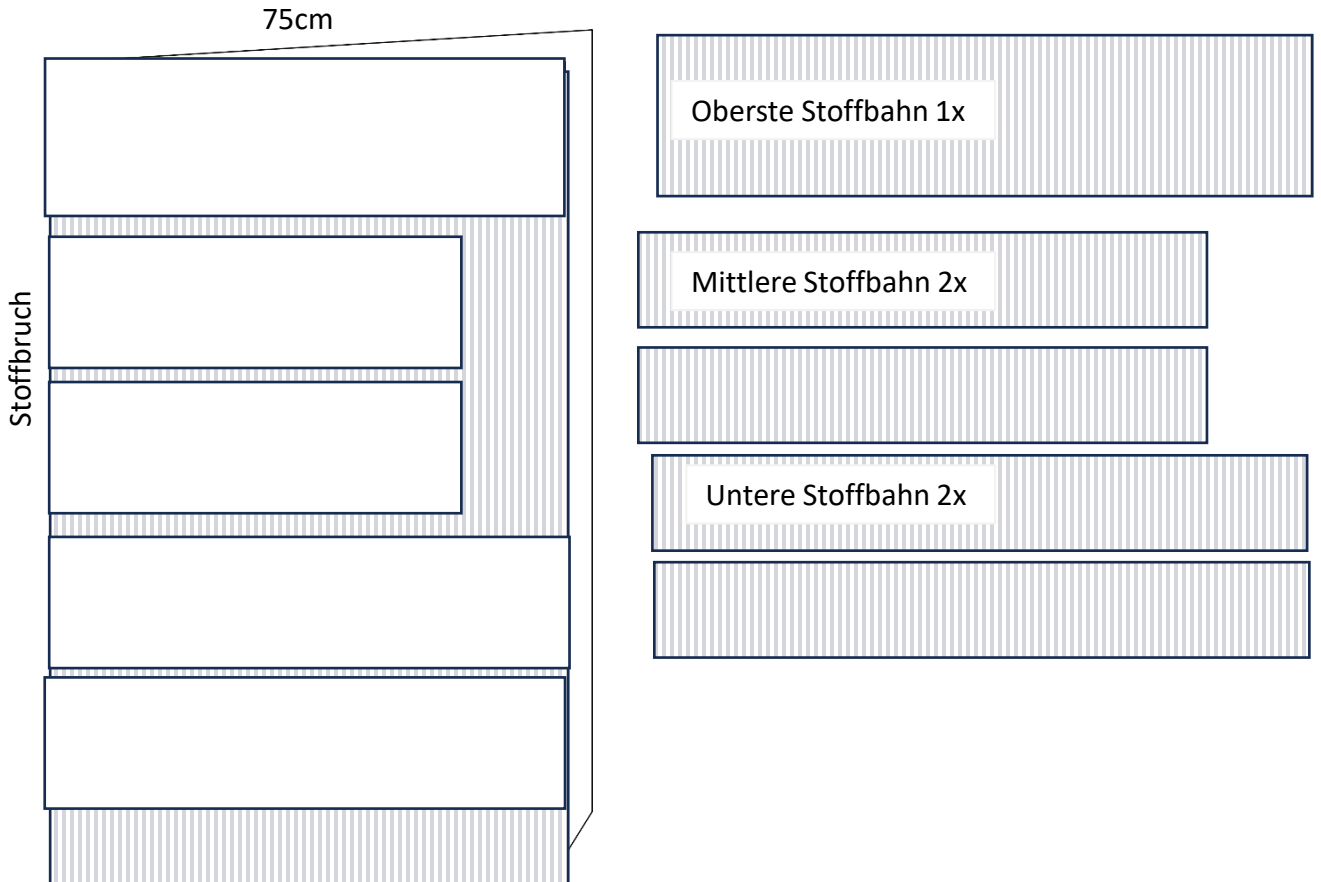 75cm
Stoffbruch
Oberste Stoffbahn 1x
Mittlere Stoffbahn 2x
Untere Stoffbahn 2x